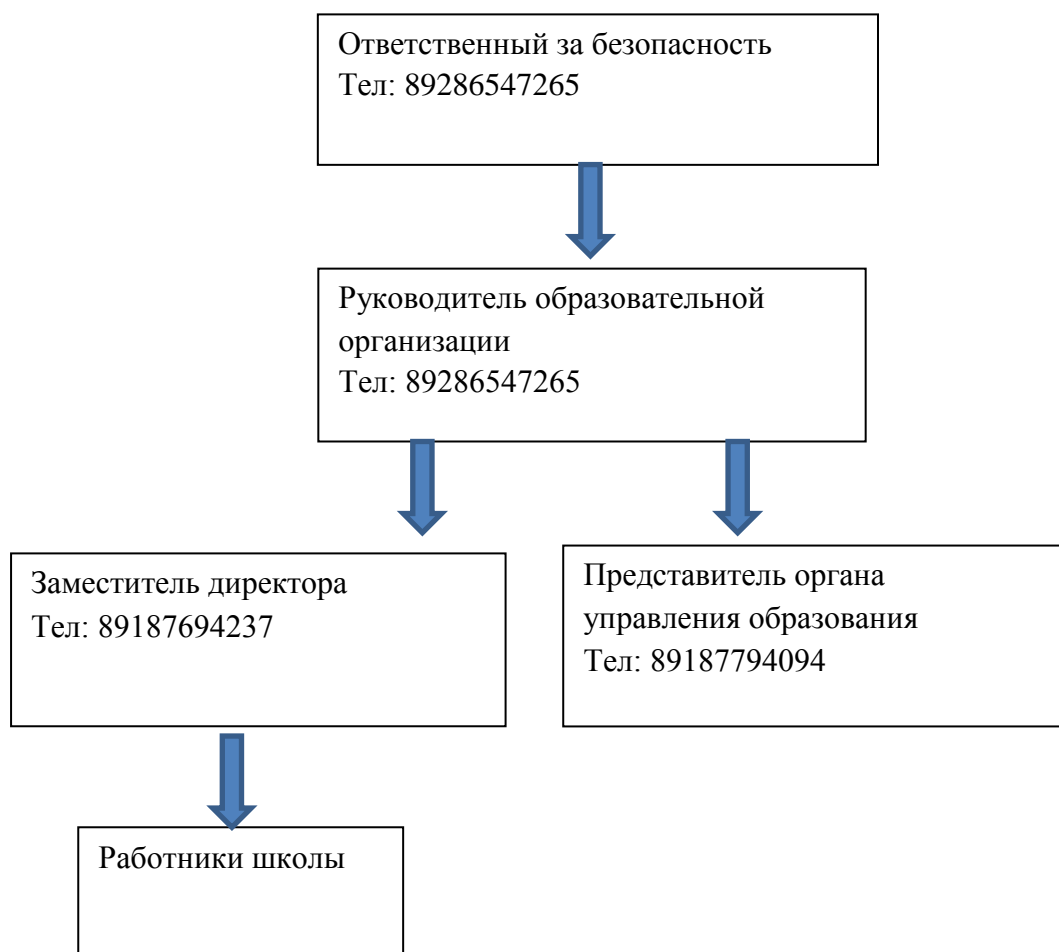 Ответственный за безопасность
Тел: 89286547265
Руководитель образовательной
организации
Тел: 89286547265
Заместитель директора
Тел: 89187694237
Представитель органа
управления образования
Тел: 89187794094
Работники школы